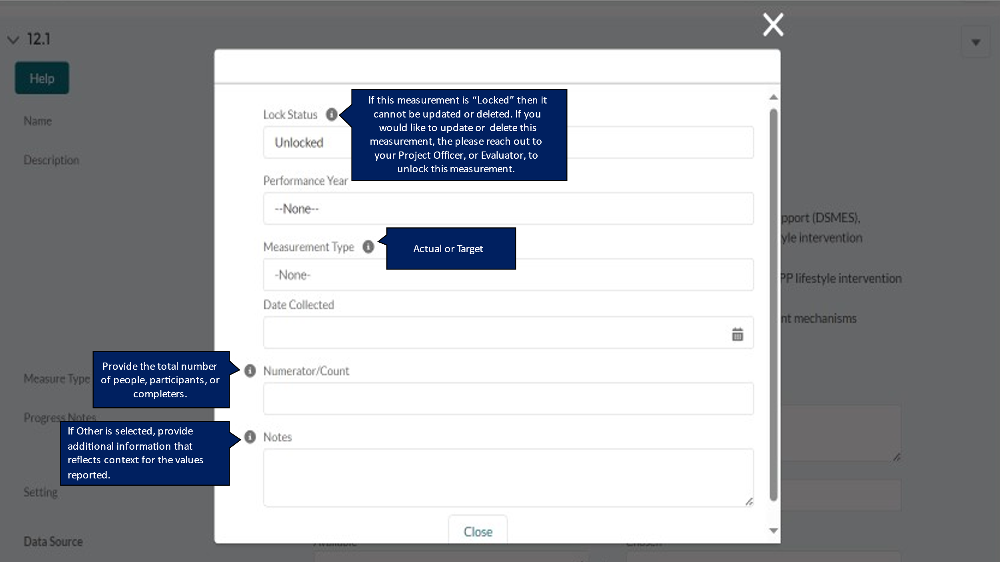 12.1
Help
Name
Description
Measure Type
Progress Notes
Setting
Data Source
Lock Status
Unlocked
If this measurement is “Locked” then it
cannot be updated or deleted. If you
would like to update or delete this
measurement, the please reach out to
your Project Officer, or Evaluator, to
unlock this measurement.
Performance Year
--None--
Measurement Type
Actual or Target
-None-
Date Collected
Provide the total number
of people, participants, or
completers.
Numerator/Count
If Other is selected, provide
additional information that
reflects context for the values
reported.
Notes
Close
(DSMES),
intervention
lifestyle intervention
mechanisms